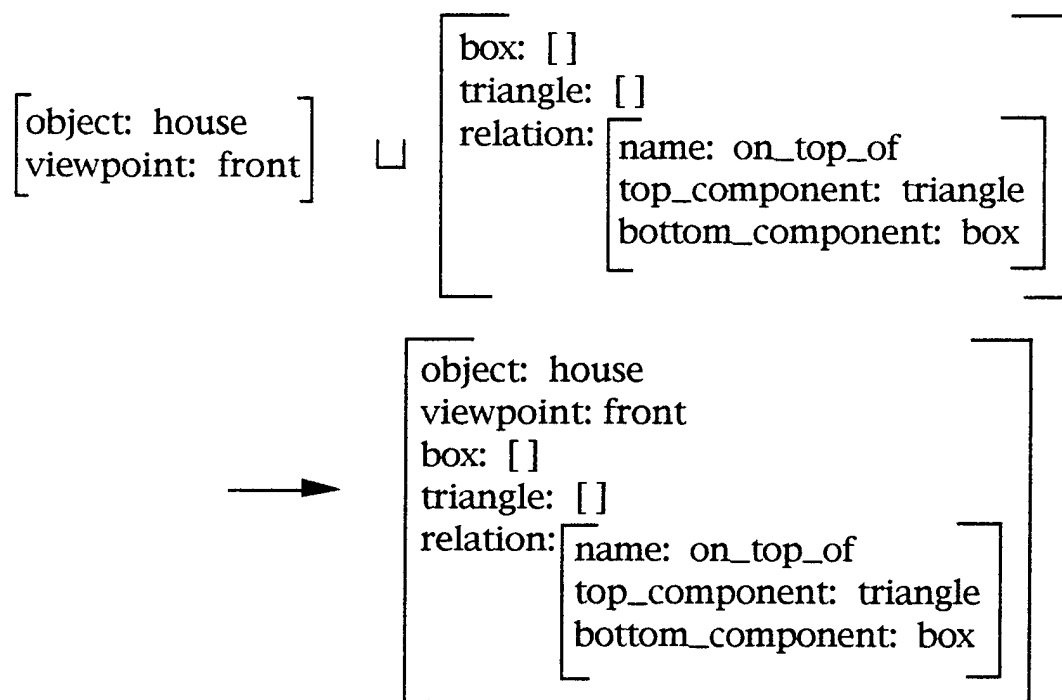 object: house
viewpoint: front
⊔
box: [ ]
triangle: [ ]
relation:
name: on_top_of
top_component: triangle
bottom_component: box
object: house
viewpoint: front
box: [ ]
triangle: [ ]
relation:
name: on_top_of
top_component: triangle
bottom_component: box